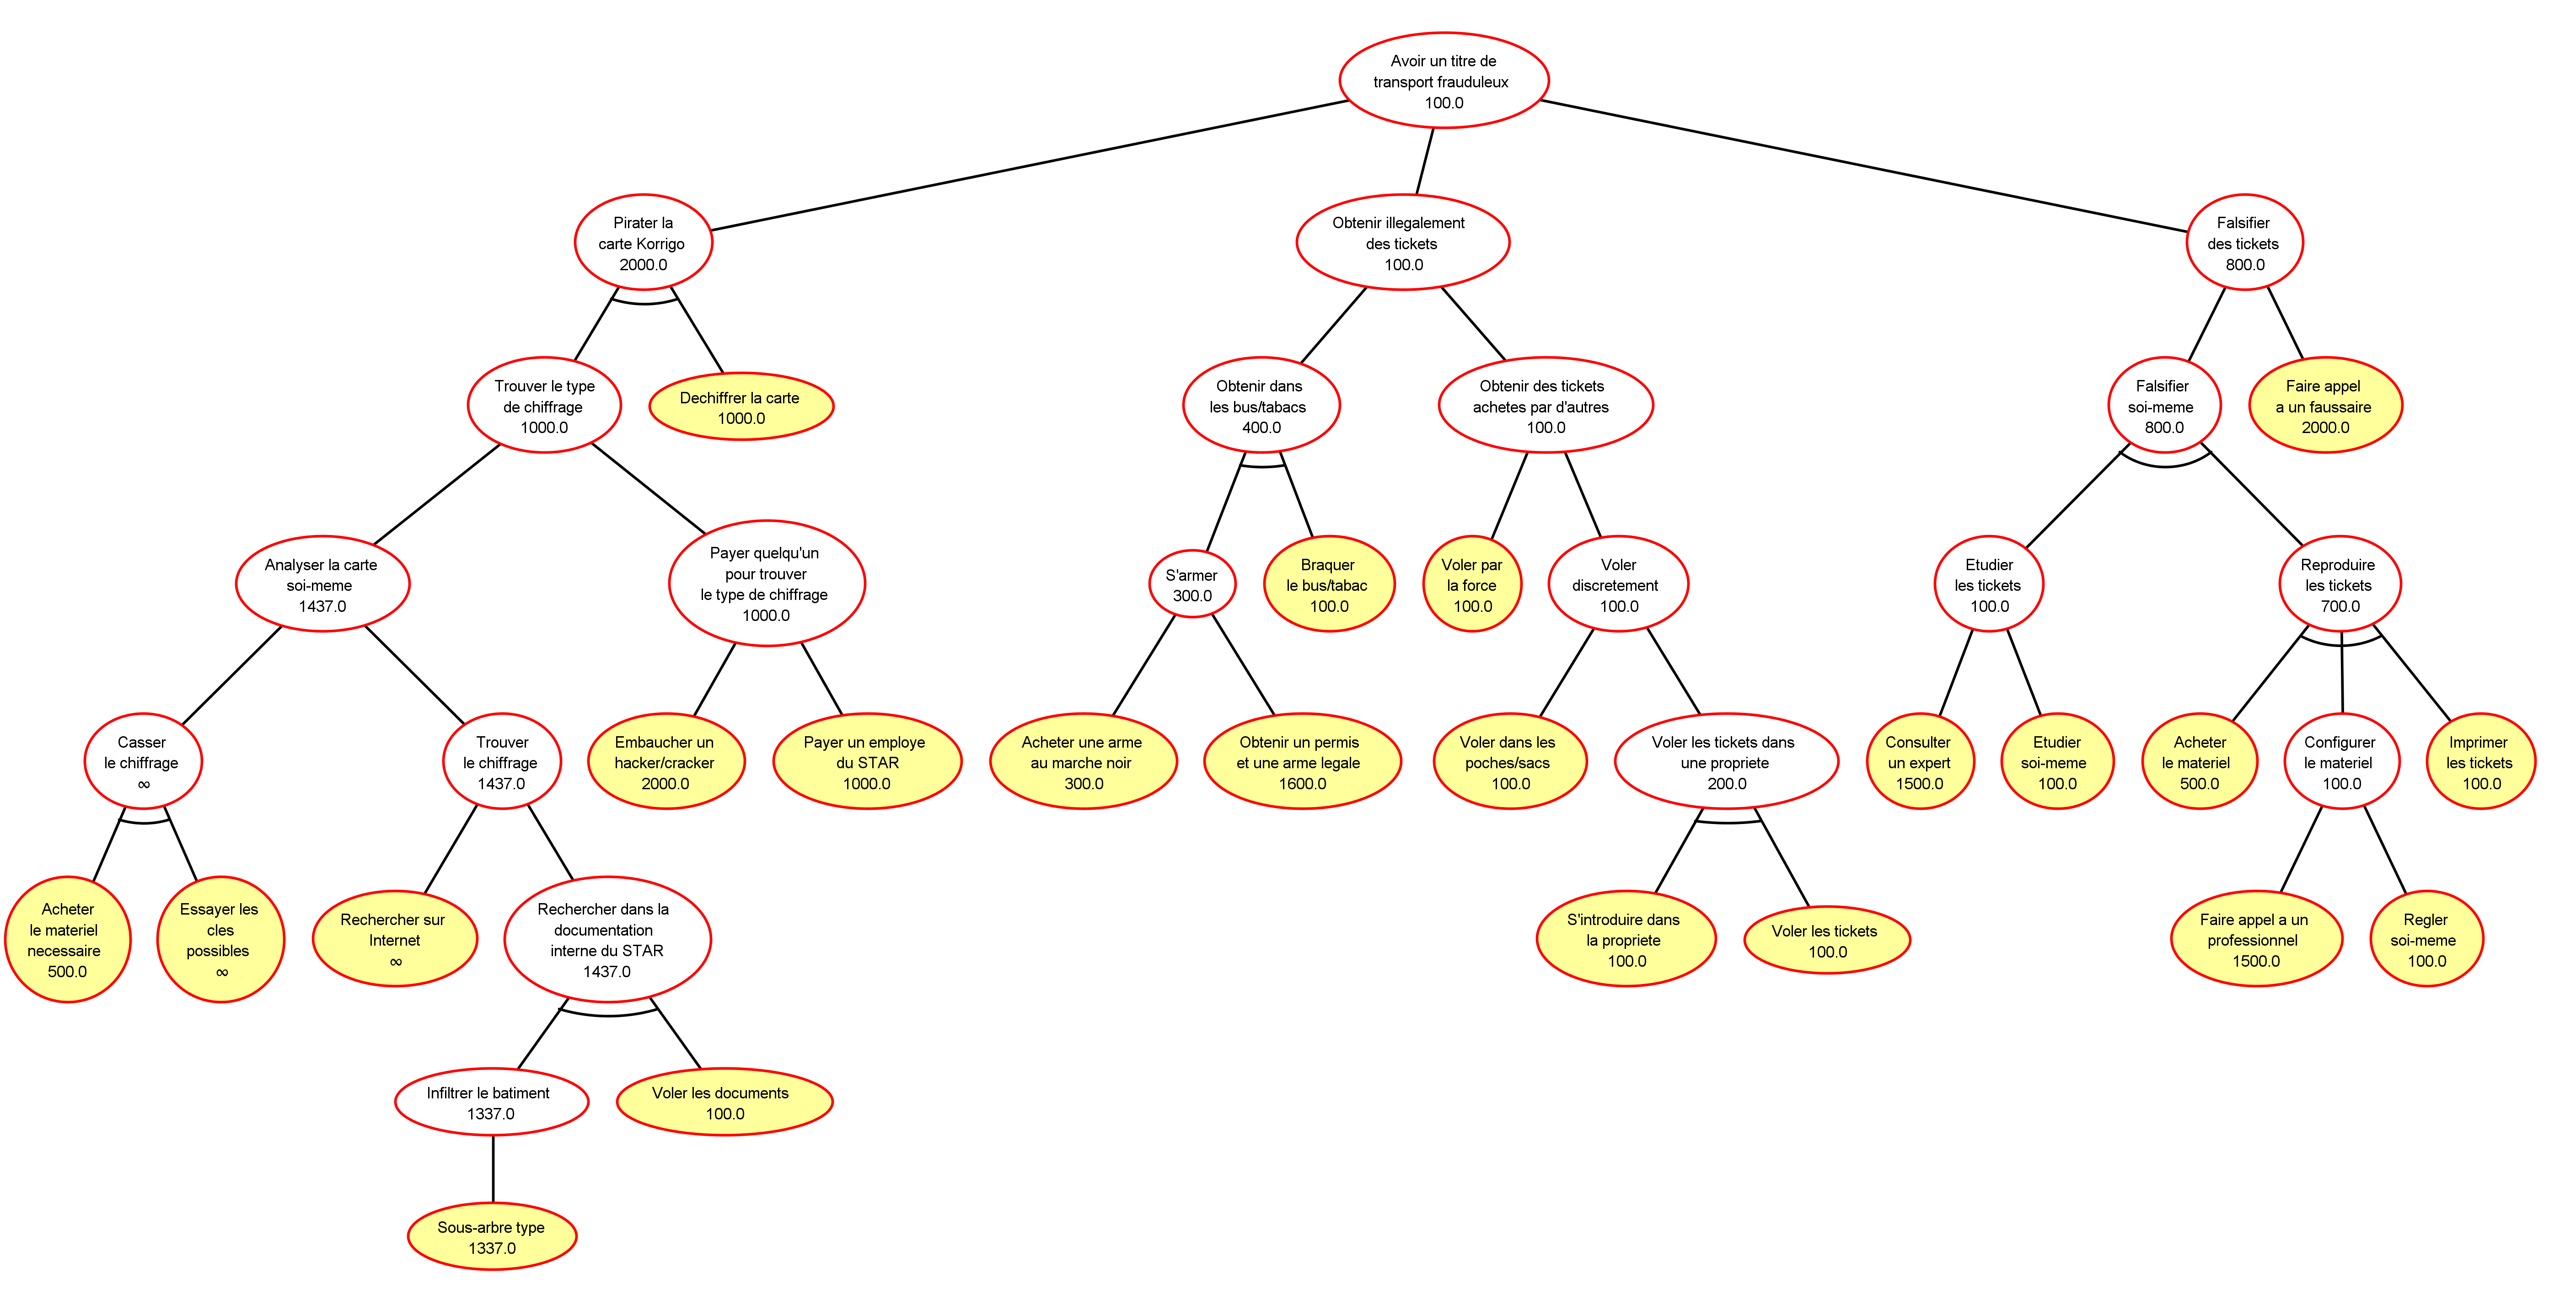 Avoir un titre de
transport frauduleux
100.0
Pirater la
carte Korrigo
2000.0
Obtenir illegalement
des tickets
100.0
Falsifier
des tickets
800.0
Trouver le type
de chiffrage
1000.0
Dechiffrer la carte
1000.0
Obtenir dans
les bus/tabacs
400.0
Obtenir des tickets
achetes par d'autres
100.0
Falsifier
soi-meme
800.0
Faire appel
a un faussaire
2000.0
Analyser la carte
soi-meme
1437.0
Payer quelqu'un
pour trouver
le type de chiffrage
1000.0
S'armer
300.0
Braquer
le bus/tabac
100.0
Voler par
la force
100.0
Voler
discretement
100.0
Etudier
les tickets
100.0
Reproduire
les tickets
700.0
Casser
le chiffrage
∞
Trouver
le chiffrage
1437.0
Embaucher un
hacker/cracker
2000.0
Payer un employe
du STAR
1000.0
Acheter une arme
au marche noir
300.0
Obtenir un permis
et une arme legale
1600.0
Voler dans les
poches/sacs
100.0
Voler les tickets dans
une propriete
200.0
Consulter
un expert
1500.0
Etudier
soi-meme
100.0
Acheter
le materiel
500.0
Configurer
le materiel
100.0
Imprimer
les tickets
100.0
Acheter
le materiel
necessaire
500.0
Essayer les
cles
possibles
∞
Rechercher sur
Internet
∞
Rechercher dans la
documentation
interne du STAR
1437.0
S'introduire dans
la propriete
100.0
Voler les tickets
100.0
Faire appel a un
professionnel
1500.0
Regler
soi-meme
100.0
Infiltrer le batiment
1337.0
Voler les documents
100.0
Sous-arbre type
1337.0